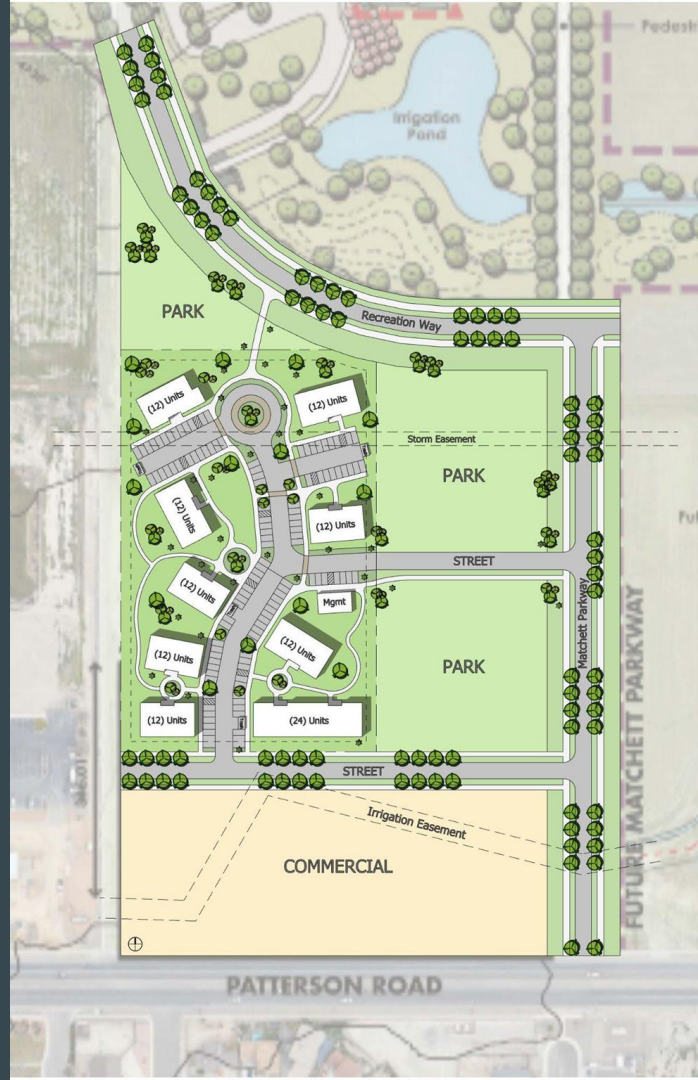 Pedestr
Irrigation
Pond
PARK
Recreation Way
(12) Units
(12) Units
Storm Easement
PARK
(12) Units
(12) Units
STREET
(12) Units
Mgmt
Matchett Parkway
FUTURE MATCHETT PARKWAY
(12) Units
(12) Units
PARK
(12) Units
(24) Units
STREET
Irrigation Easement
COMMERCIAL
PATTERSON ROAD